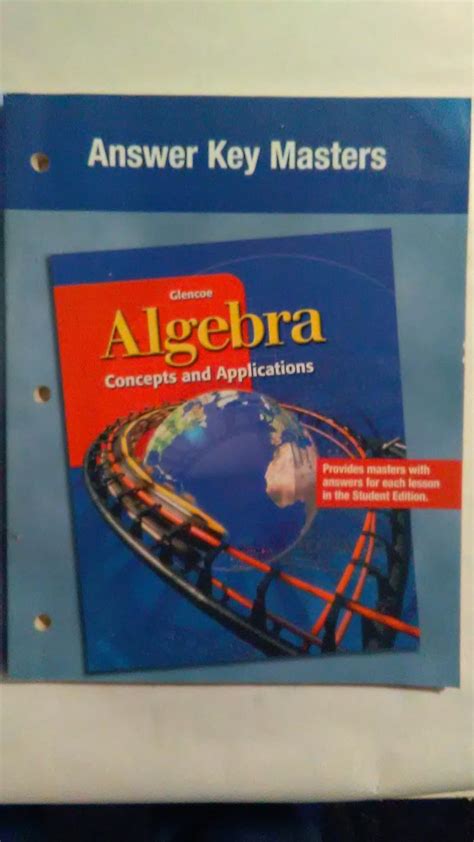 Answer Key Masters
Glencoe
Algebra
Concepts and Applications
Provides masters with
answers for each lesson
in the Student Edition.